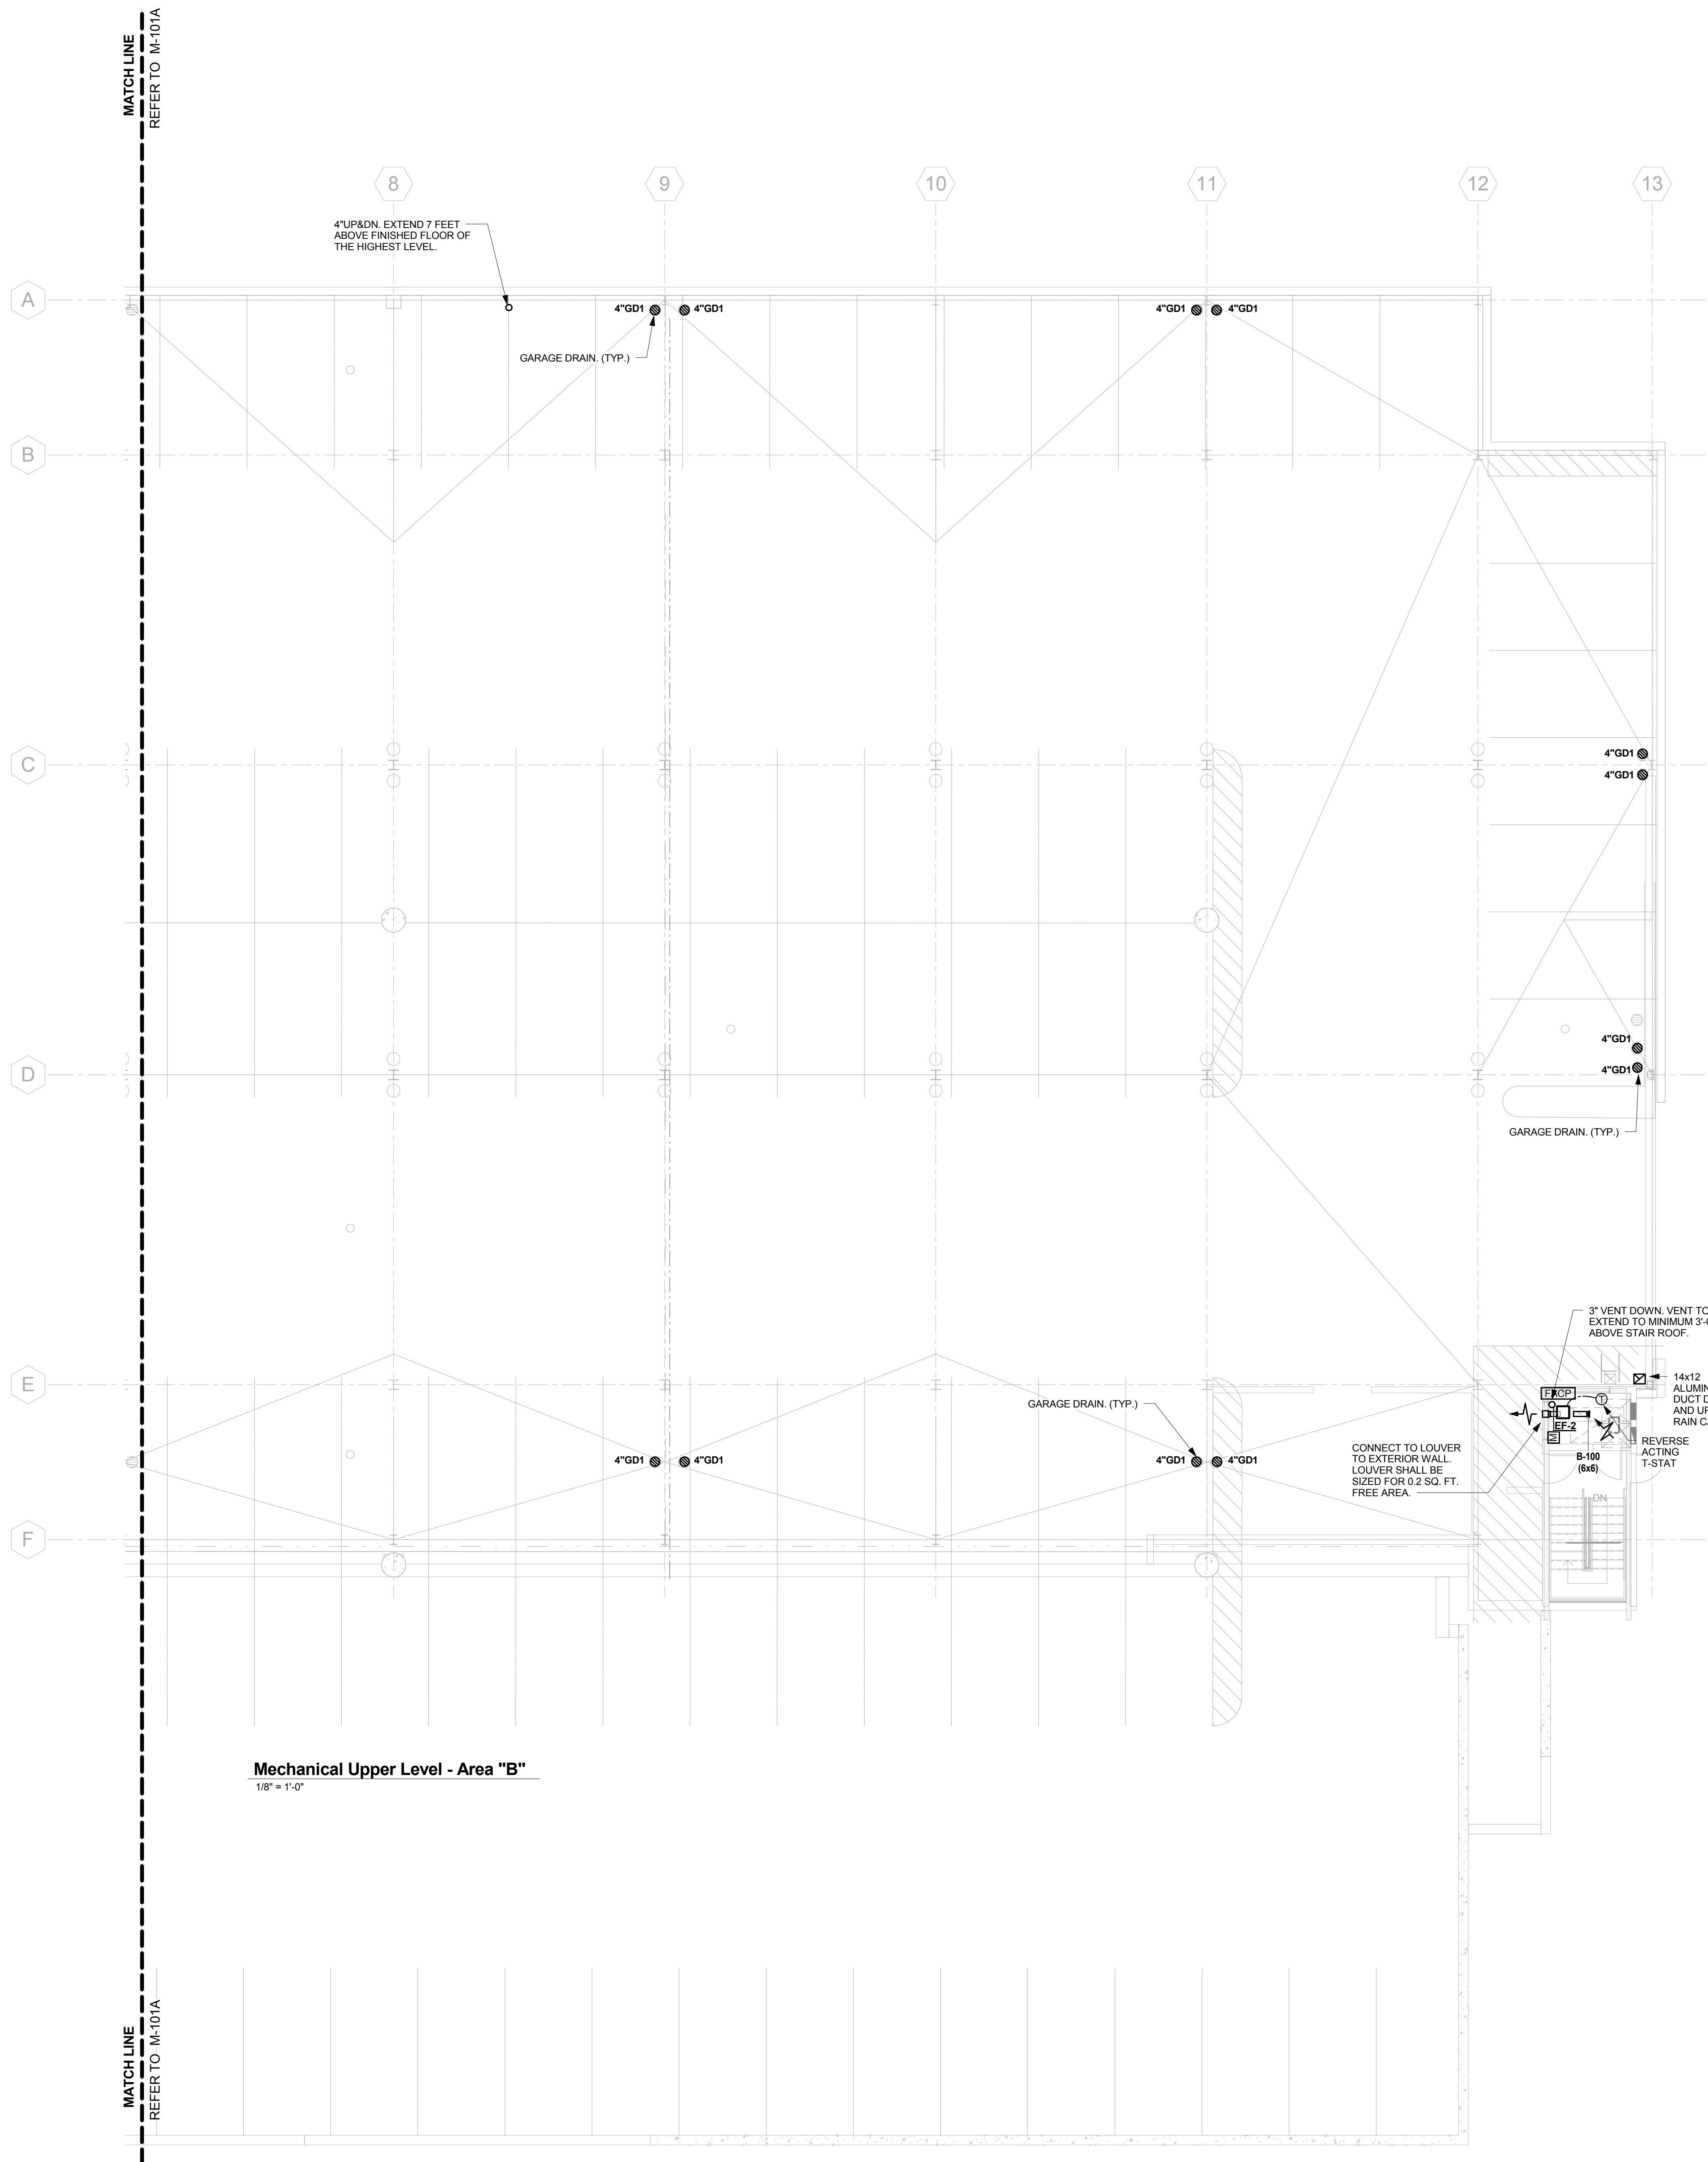 MATCH LINE
REFER TO M-101A
8
9
10
11
12
13
4"UP&DN. EXTEND 7 FEET
ABOVE FINISHED FLOOR OF
THE HIGHEST LEVEL.
A
4"GD1
4"GD1
4"GD1
4"GD1
GARAGE DRAIN. (TYP.)
B
C
4"GD1
4"GD1
D
4"GD1
4"GD1
GARAGE DRAIN. (TYP.)
3" VENT DOWN. VENT TO
EXTEND TO MINIMUM 3'-
ABOVE STAIR ROOF.
E
14x12
ALUMIN
DUCT D
AND UP
RAIN C
FACP
T
EF-2
M
GARAGE DRAIN. (TYP.)
REVERSE
ACTING
T-STAT
CONNECT TO LOUVER
TO EXTERIOR WALL.
LOUVER SHALL BE
SIZED FOR 0.2 SQ. FT.
FREE AREA.
B-100
(6x6)
4"GD1
4"GD1
4"GD1
4"GD1
DN
F
Mechanical Upper Level - Area "B"
1/8" = 1'-0"
MATCH LINE
REFER TO M-101A